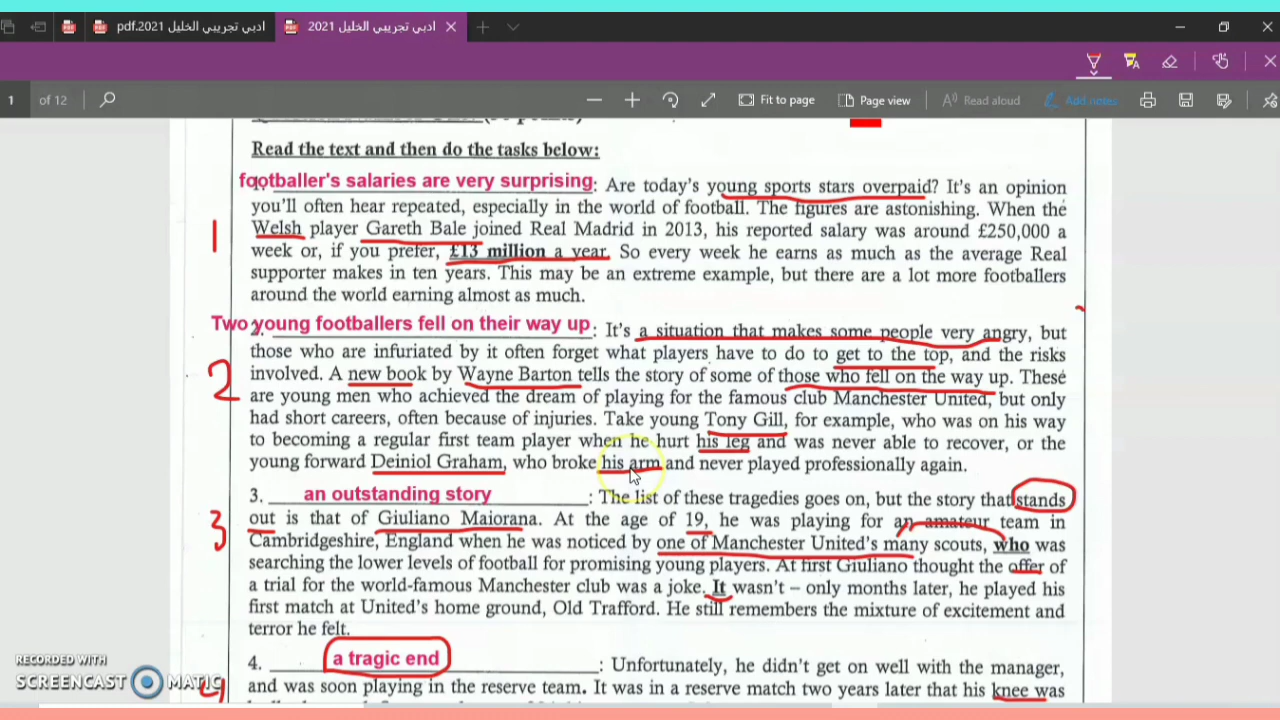 ادبي تجريبي الخليل 2021.pdf
ادبي تجريبي الخليل 2021
1 of 12
Fit to page
Page view
Read aloud
Add notes
Read the text and then do the tasks below:
footballer's salaries are very surprising: Are today's young sports stars overpaid? It's an opinion
you'll often hear repeated, especially in the world of football. The figures are astonishing. When the
Welsh player Gareth Bale joined Real Madrid in 2013, his reported salary was around £250,000 a
1
week or, if you prefer, £13 million a year. So every week he earns as much as the average Real
supporter makes in ten years. This may be an extreme example, but there are a lot more footballers
around the world earning almost as much.
Two young footballers fell on their way up
2. : It's a situation that makes some people very angry, but
those who are infuriated by it often forget what players have to do to get to the top, and the risks
2
involved. A new book by Wayne Barton tells the story of some of those who fell on the way up. These
are young men who achieved the dream of playing for the famous club Manchester United, but only
had short careers, often because of injuries. Take young Tony Gill, for example, who was on his way
to becoming a regular first team player when he hurt his leg and was never able to recover, or the
young forward Deiniol Graham, who broke his arm and never played professionally again.
3. an outstanding story : The list of these tragedies goes on, but the story that stands
3
out is that of Giuliano Maiorana. At the age of 19, he was playing for an amateur team in
Cambridgeshire, England when he was noticed by one of Manchester United's many scouts, who was
searching the lower levels of football for promising young players. At first Giuliano thought the offer of
a trial for the world-famous Manchester club was a joke. It wasn't – only months later, he played his
first match at United's home ground, Old Trafford. He still remembers the mixture of excitement and
terror he felt.
4. a tragic end : Unfortunately, he didn't get on well with the manager,
4
and was soon playing in the reserve team. It was in a reserve match two years later that his knee was
RECORDED WITH
SCREENCAST MATIC